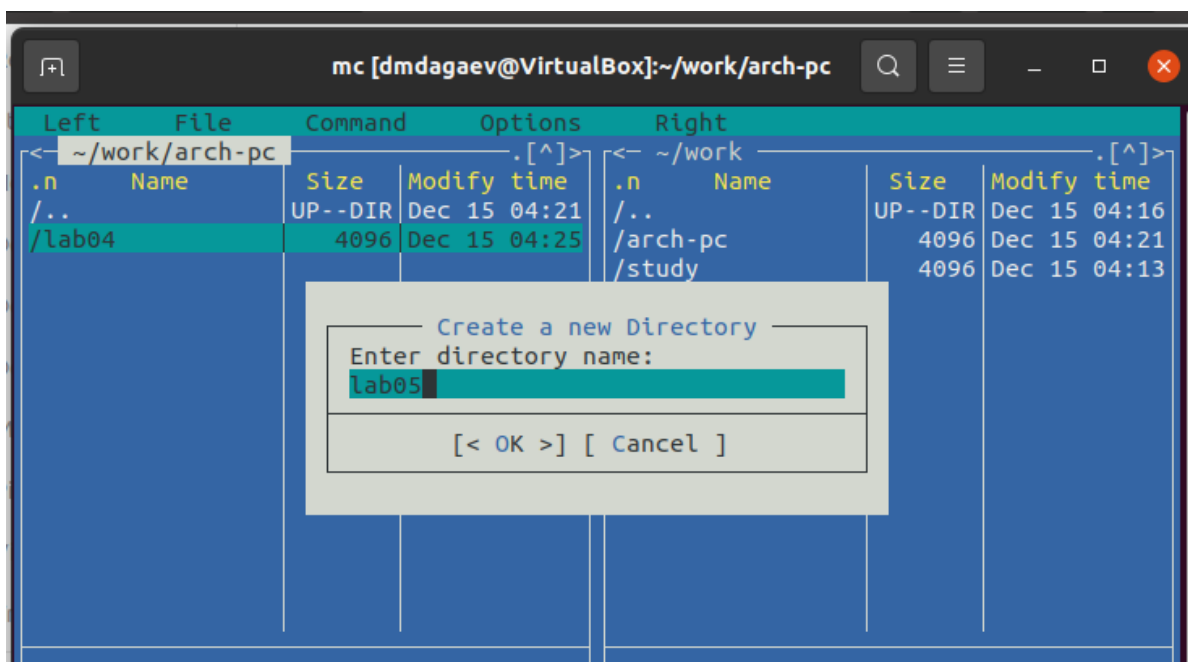 mc [dmdagaev@VirtualBox]:~/work/arch-pc
Left File Command Options Right
<─ ~/work/arch-pc ─.[^]> <─ ~/work ─.[^]>
.n Name Size Modify time .n Name Size Modify time
/.. UP--DIR Dec 15 04:21 /.. UP--DIR Dec 15 04:16
/lab04 4096 Dec 15 04:25 /arch-pc 4096 Dec 15 04:21
/study 4096 Dec 15 04:13
Create a new Directory
Enter directory name:
lab05
[< OK >] [ Cancel ]